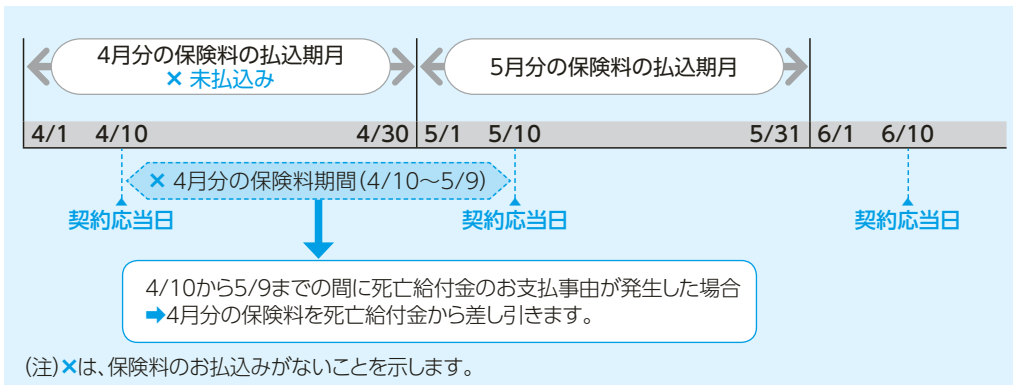 4月分の保険料の払込期月
× 未払込み
5月分の保険料の払込期月
4/1 4/10 4/30 5/1 5/10 5/31 6/1 6/10
× 4月分の保険料期間(4/10～5/9)
契約応当日 契約応当日 契約応当日
4/10から5/9までの間に死亡給付金のお支払事由が発生した場合
➡4月分の保険料を死亡給付金から差し引きます。
(注)×は、保険料のお払込みがないことを示します。